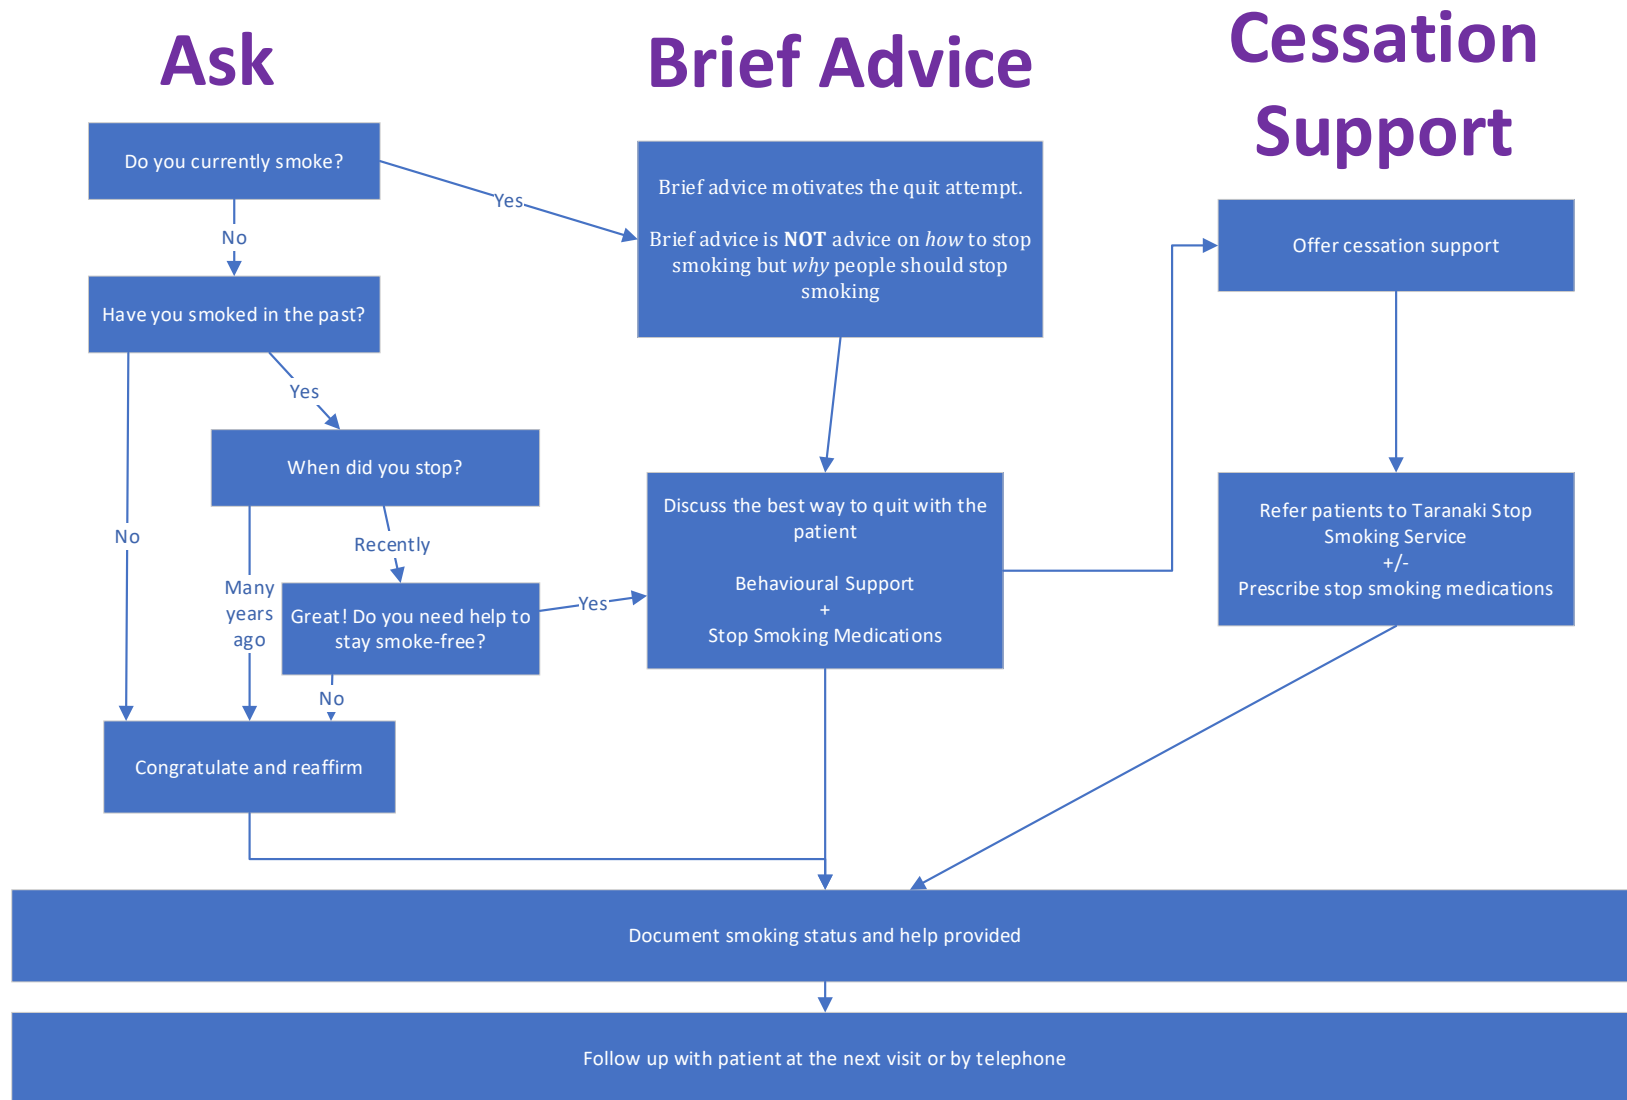 Ask
Do you currently smoke?
Yes
No
Have you smoked in the past?
Yes
When did you stop?
No
Recently
Many
years
ago
Great! Do you need help to
stay smoke-free?
Yes
No
Congratulate and reaffirm
Brief Advice
Brief advice motivates the quit attempt.
Brief advice is NOT advice on how to stop
smoking but why people should stop
smoking
Discuss the best way to quit with the
patient
Behavioural Support
+
Stop Smoking Medications
Cessation
Support
Offer cessation support
Refer patients to Taranaki Stop
Smoking Service
+/-
Prescribe stop smoking medications
Document smoking status and help provided
Follow up with patient at the next visit or by telephone